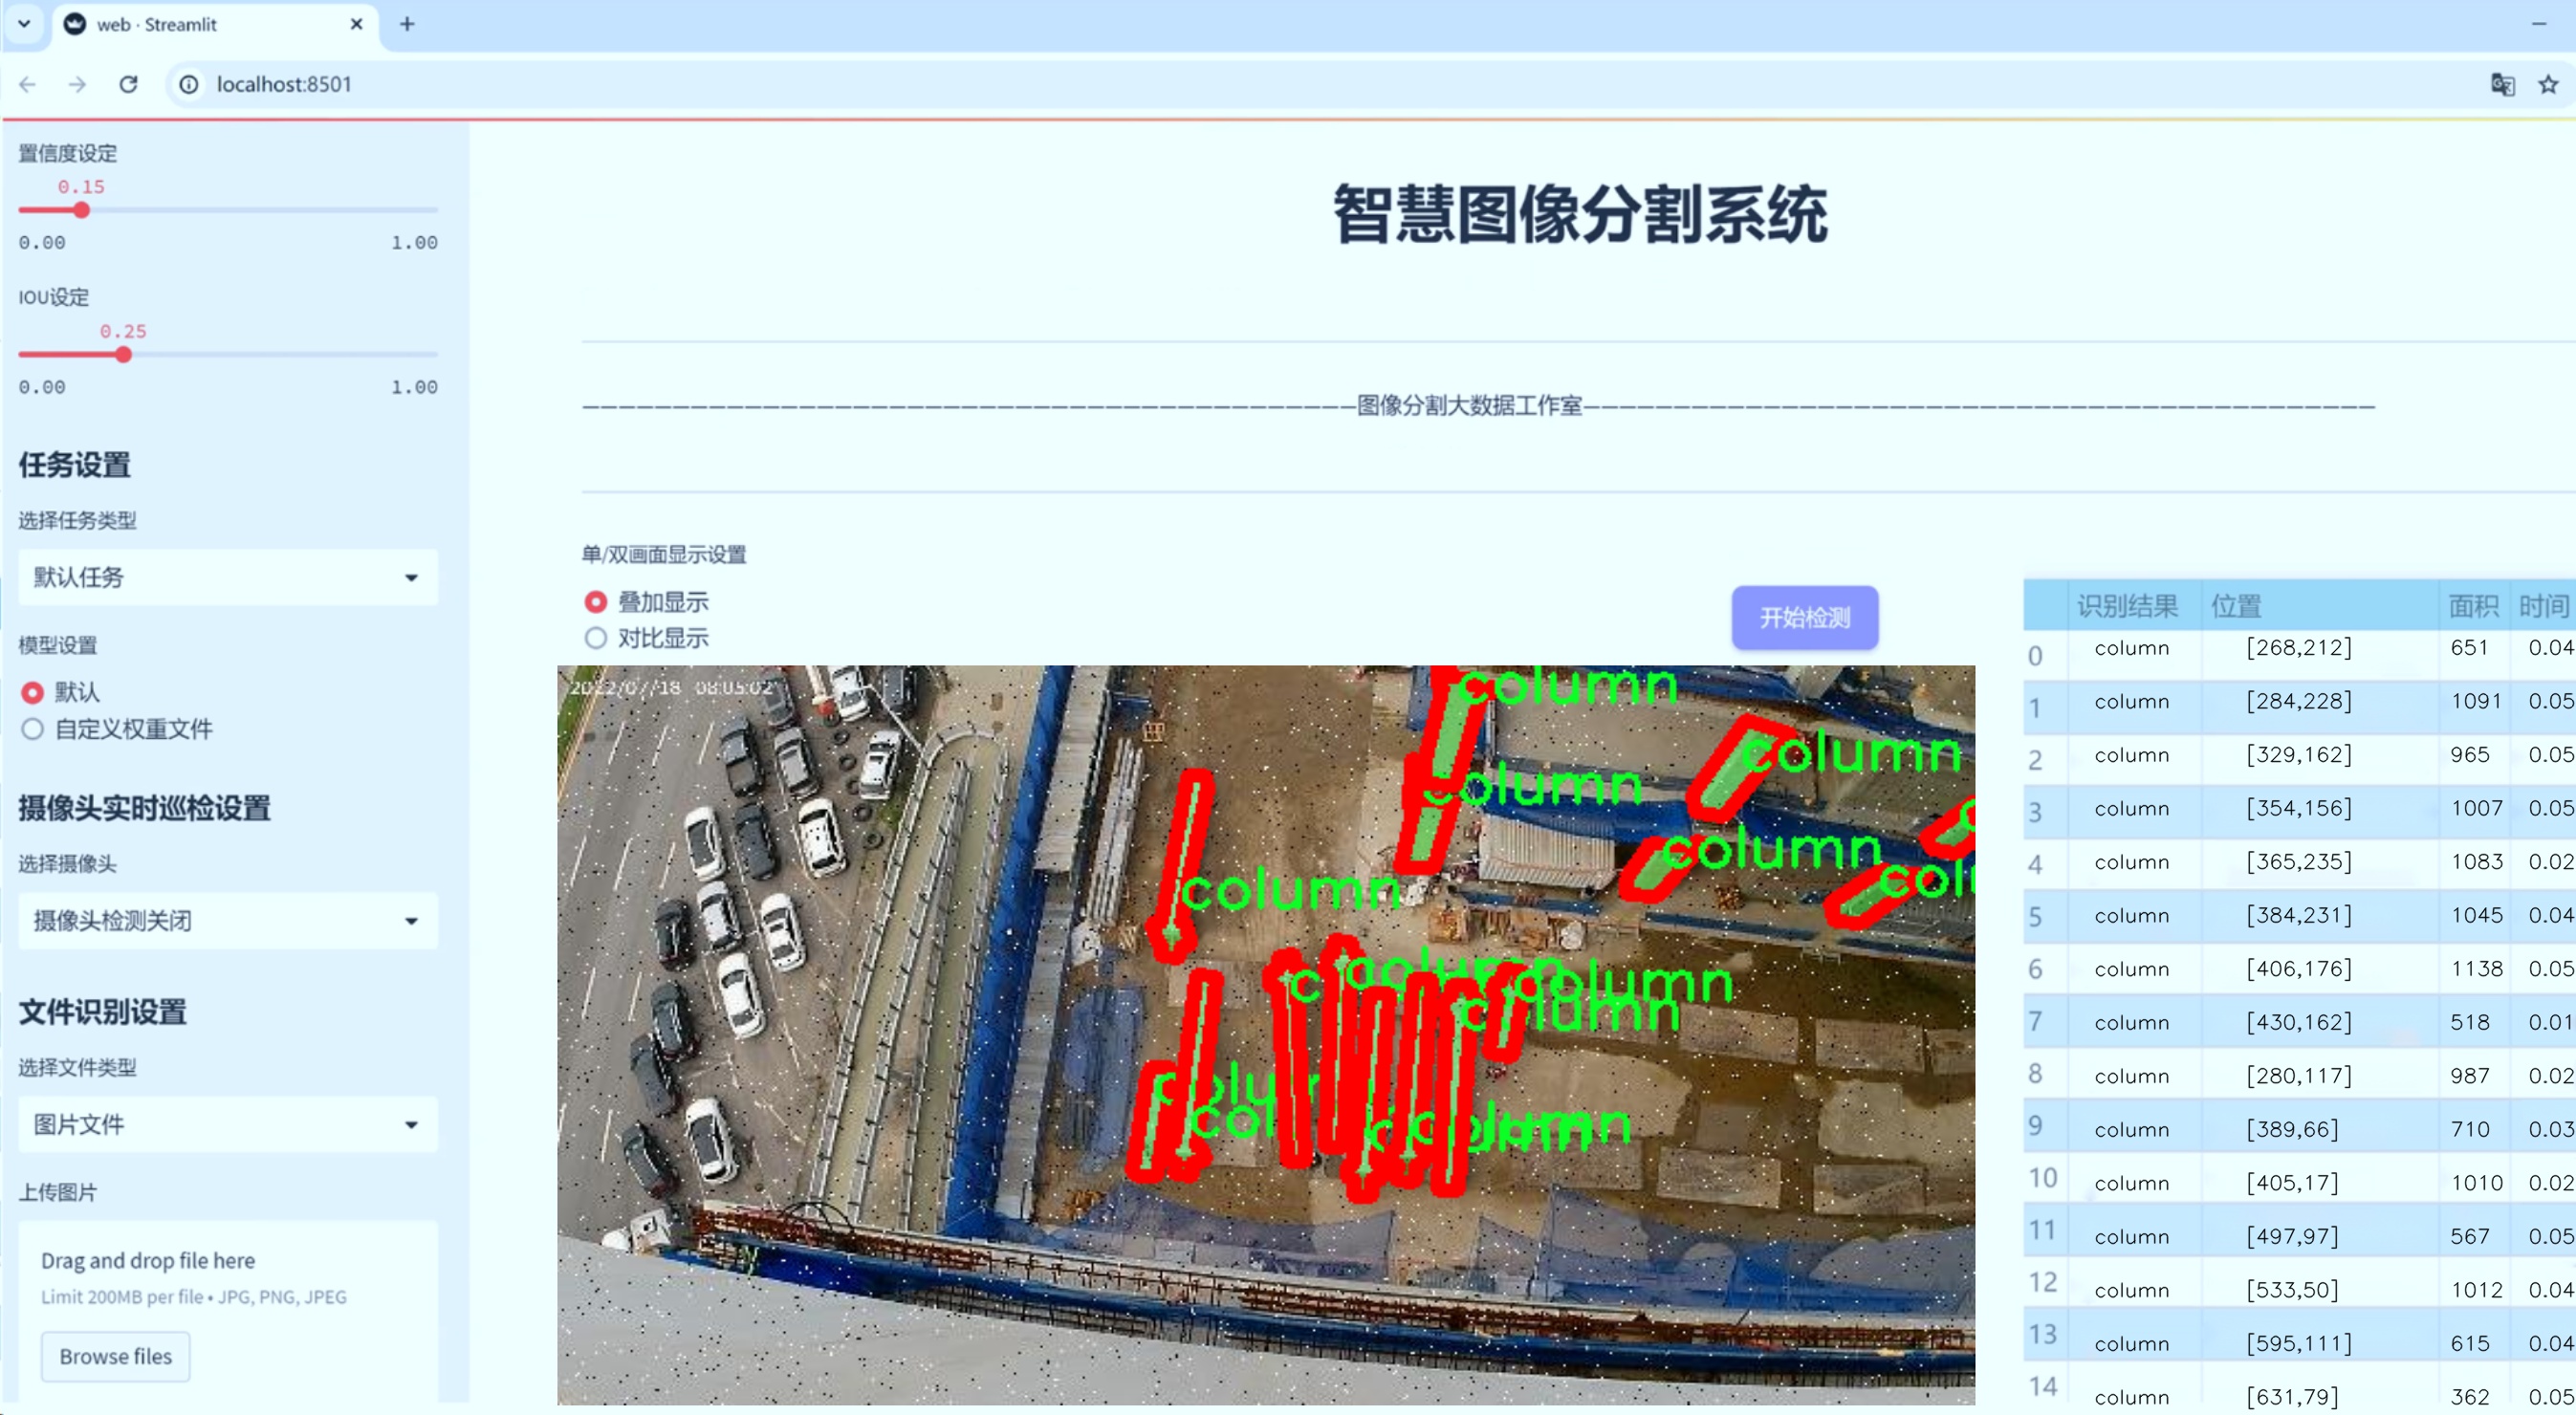 web · Streamlit
localhost:8501
置信度设定
0.15
0.00 1.00
IOU设定
0.25
0.00 1.00
任务设置
选择任务类型
默认任务
模型设置
默认
自定义权重文件
摄像头实时巡检设置
选择摄像头
摄像头检测关闭
文件识别设置
选择文件类型
图片文件
上传图片
Drag and drop file here
Limit 200MB per file • JPG, PNG, JPEG
Browse files
智慧图像分割系统
图像分割大数据工作室
单/双画面显示设置
叠加显示
对比显示
开始检测
2022/07/18 08:05:02
column
column
column
column
column
column
column
column
识别结果 位置 面积 时间
0 column [268,212] 651 0.04
1 column [284,228] 1091 0.05
2 column [329,162] 965 0.05
3 column [354,156] 1007 0.05
4 column [365,235] 1083 0.02
5 column [384,231] 1045 0.04
6 column [406,176] 1138 0.05
7 column [430,162] 518 0.01
8 column [280,117] 987 0.02
9 column [389,66] 710 0.03
10 column [405,17] 1010 0.02
11 column [497,97] 567 0.05
12 column [533,50] 1012 0.04
13 column [595,111] 615 0.04
14 column [631,79] 362 0.05